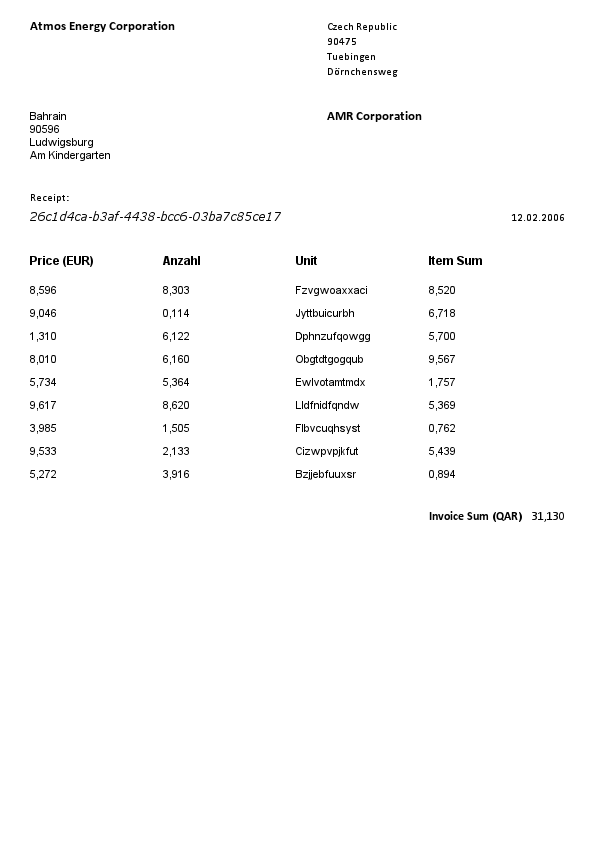 Atmos Energy Corporation
Czech Republic
90475
Tuebingen
Dörnchensweg
Bahrain
90596
Ludwigsburg
Am Kindergarten
AMR Corporation
Receipt:
26c1d4ca-b3af-4438-bcc6-03ba7c85ce17 12.02.2006
Price (EUR) Anzahl Unit Item Sum
8,596 8,303 Fzvgwoaxxaci 8,520
9,046 0,114 Jyttbuicurbh 6,718
1,310 6,122 Dphnzufqowgg 5,700
8,010 6,160 Obgtdtgogqub 9,567
5,734 5,364 Ewlvotamtmdx 1,757
9,617 8,620 Lldfnidfqndw 5,369
3,985 1,505 Flbvcuqhsyst 0,762
9,533 2,133 Cizwpvpjkfut 5,439
5,272 3,916 Bzjjebfuuxsr 0,894
Invoice Sum (QAR) 31,130